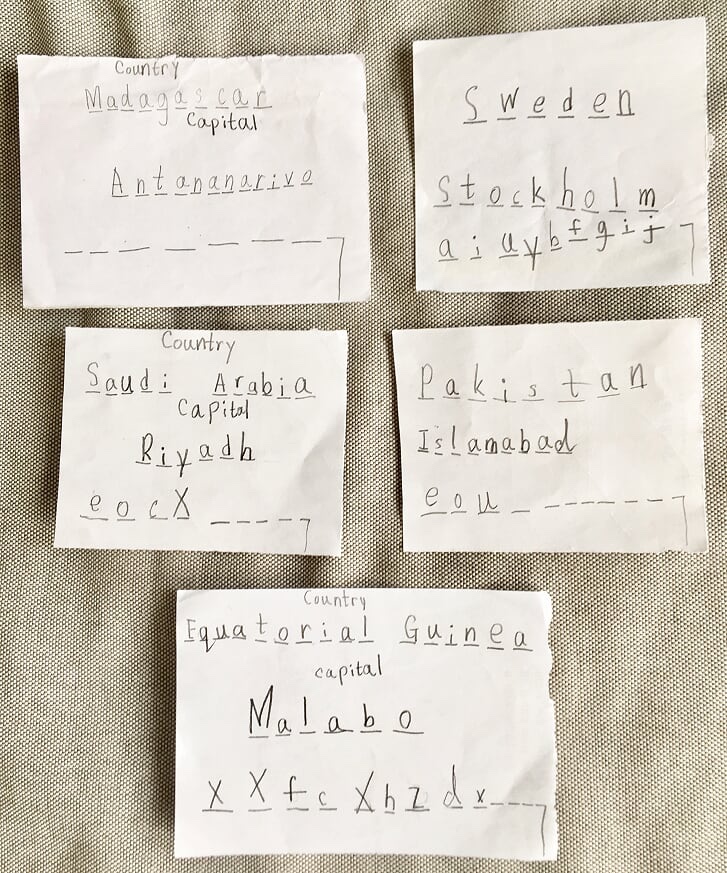 Country
Madagascar
Capital
Antananarivo
Sweden
Stockholm
a i u y b f g i j
Country
Saudi Arabia
Capital
Riyadh
e o c X
Pakistan
Islamabad
e o u
Country
Equatorial Guinea
capital
Malabo
X X f c X h z d x